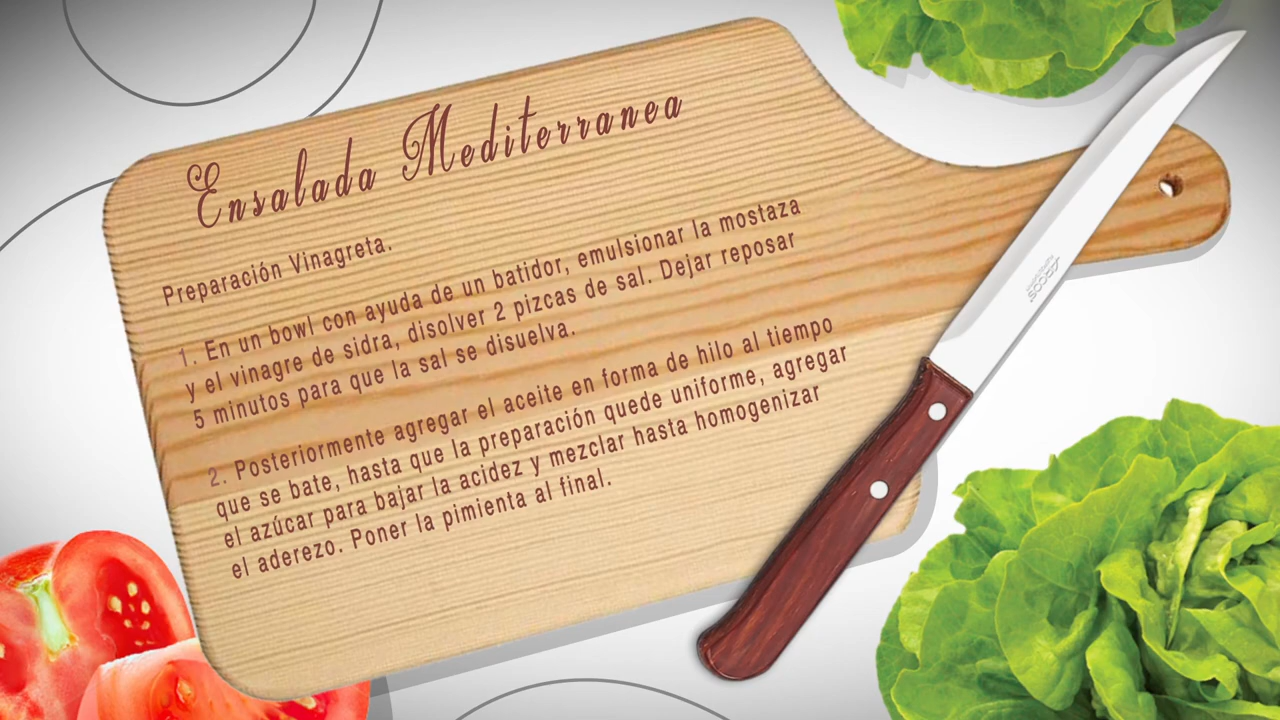 Ensalada Mediterranea
Preparación Vinagreta.
1. En un bowl con ayuda de un batidor, emulsionar la mostaza
y el vinagre de sidra, disolver 2 pizcas de sal. Dejar reposar
5 minutos para que la sal se disuelva.
2. Posteriormente agregar el aceite en forma de hilo al tiempo
que se bate, hasta que la preparación quede uniforme, agregar
el azúcar para bajar la acidez y mezclar hasta homogenizar
el aderezo. Poner la pimienta al final.
ARCOS